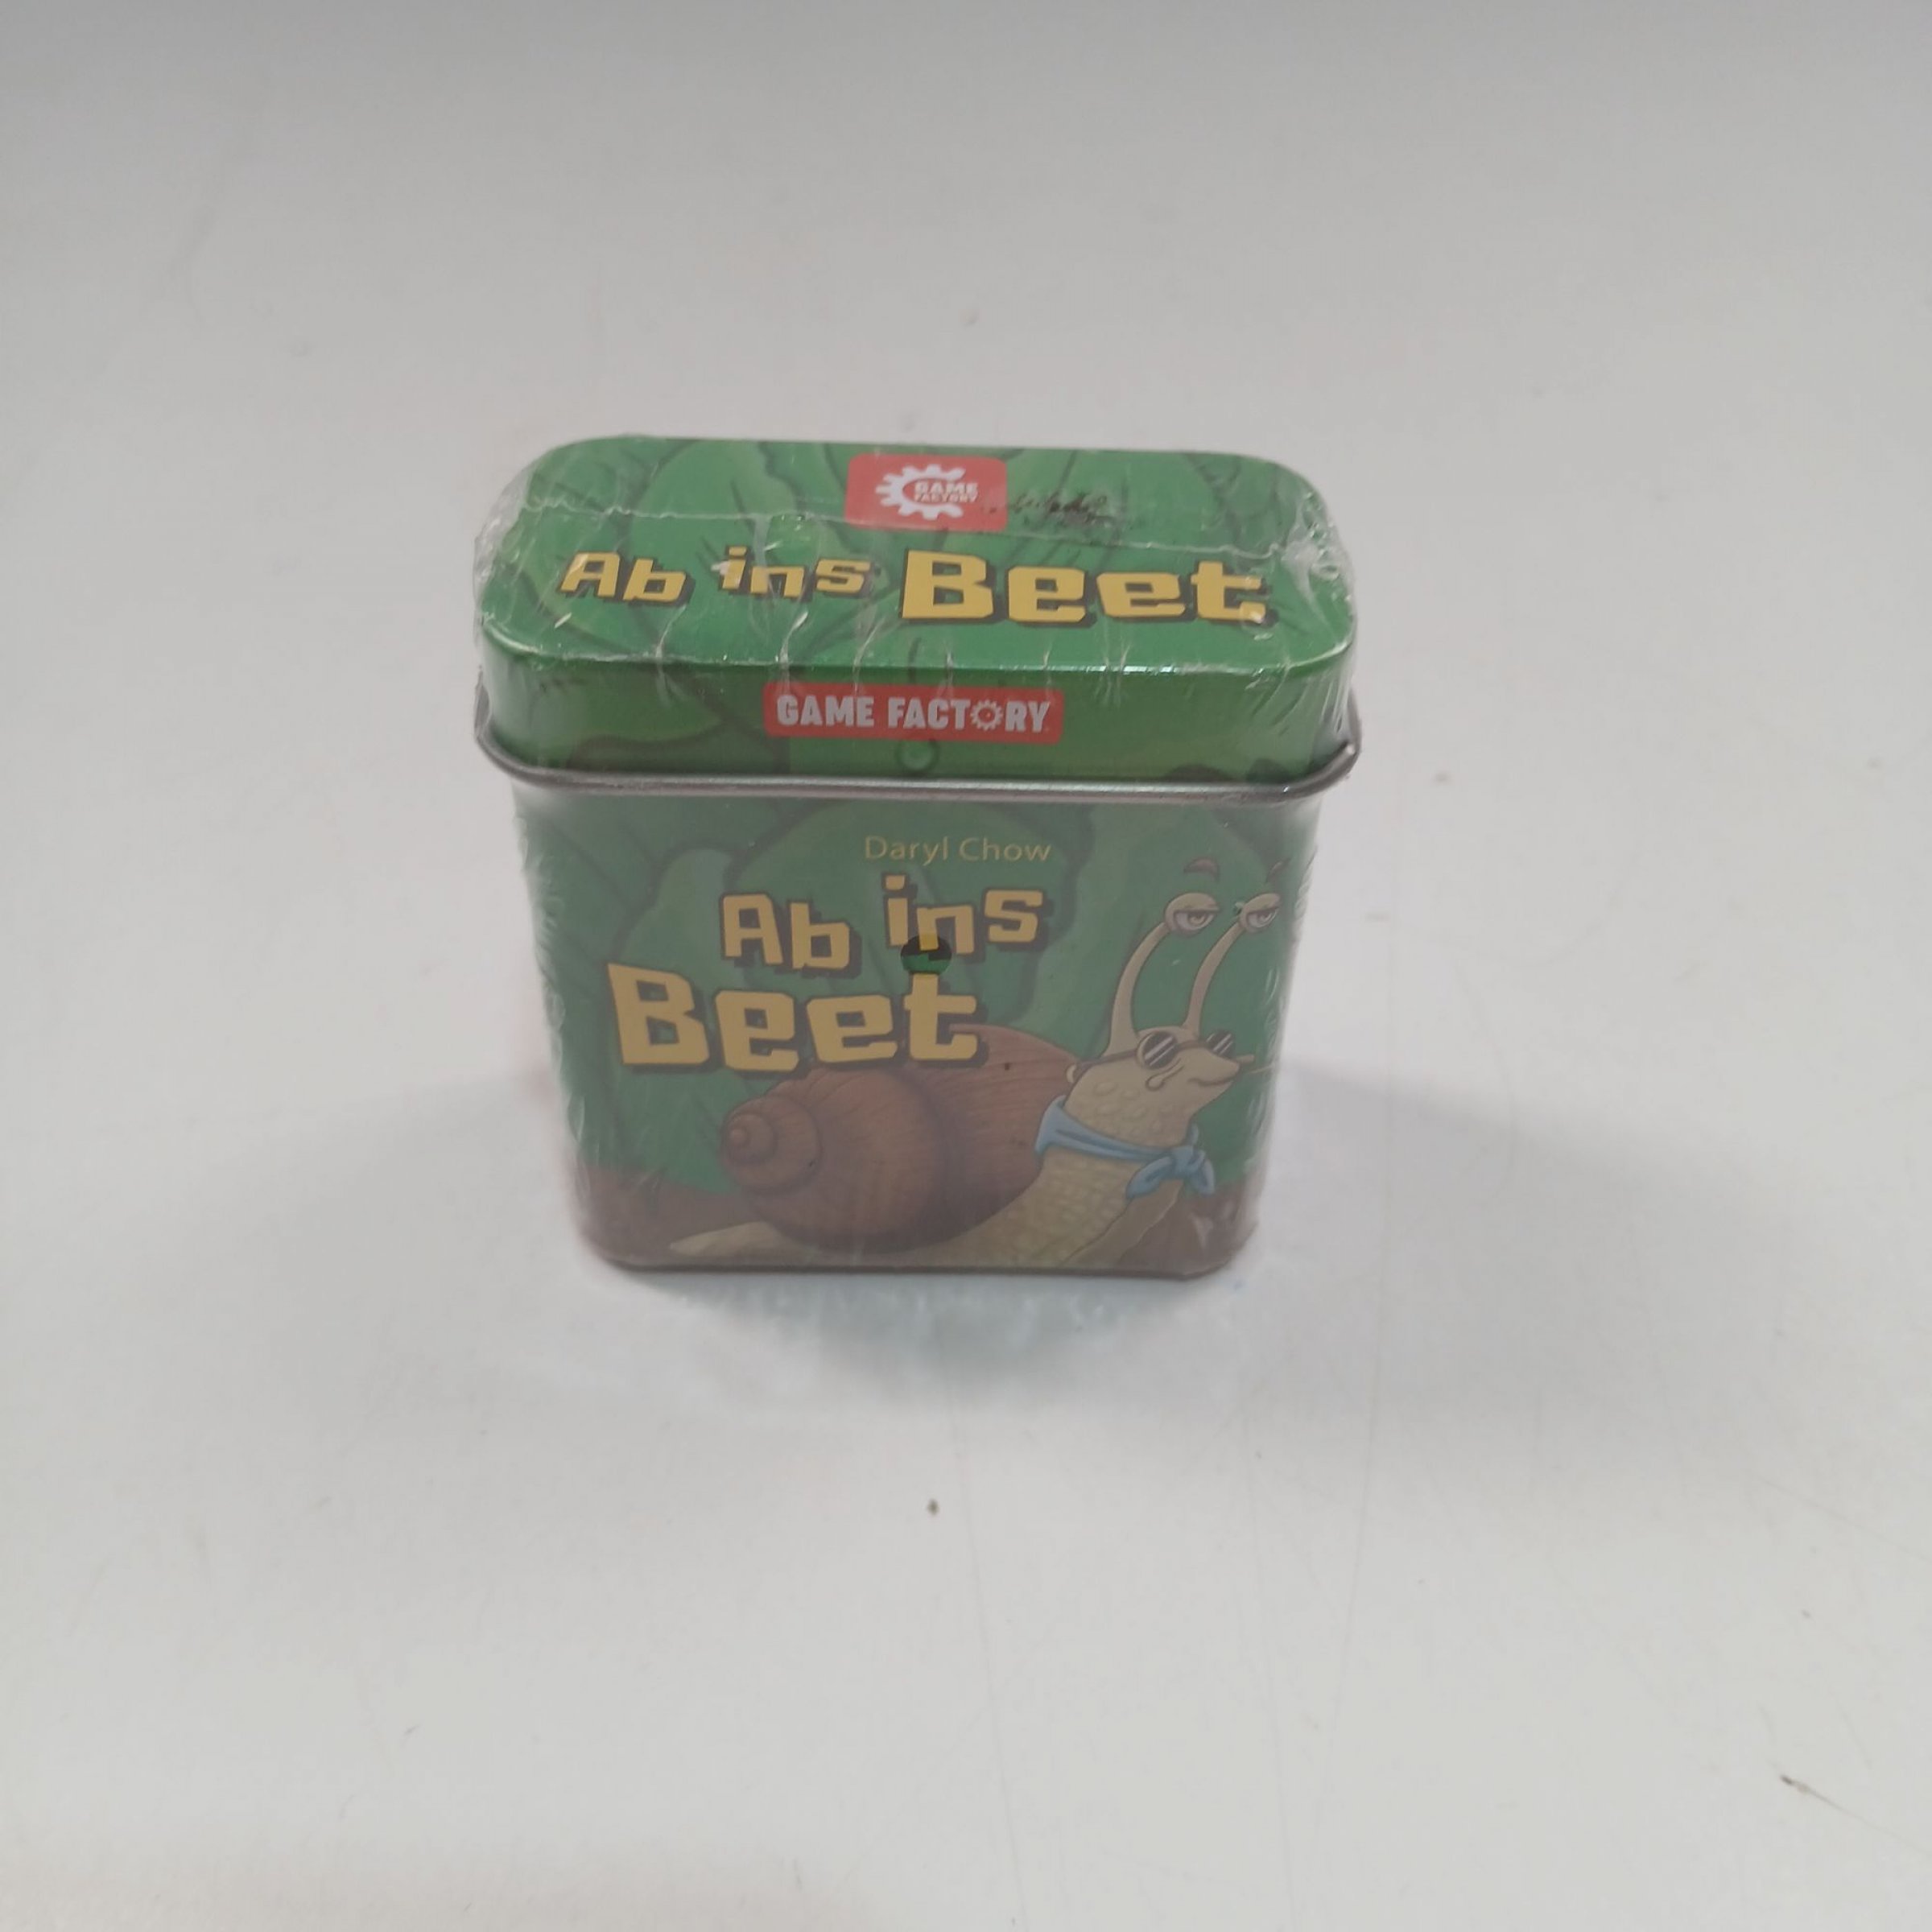 GAME
FACTORY
Ab ins Beet
GAME FACTORY
Daryl Chow
Ab ins
Beet